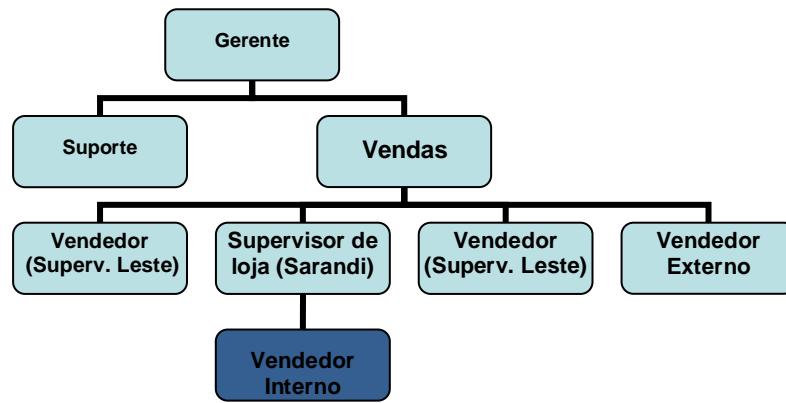 Gerente
Suporte
Vendas
Vendedor
(Superv. Leste)
Supervisor de
loja (Sarandi)
Vendedor
(Superv. Leste)
Vendedor
Externo
Vendedor
Interno